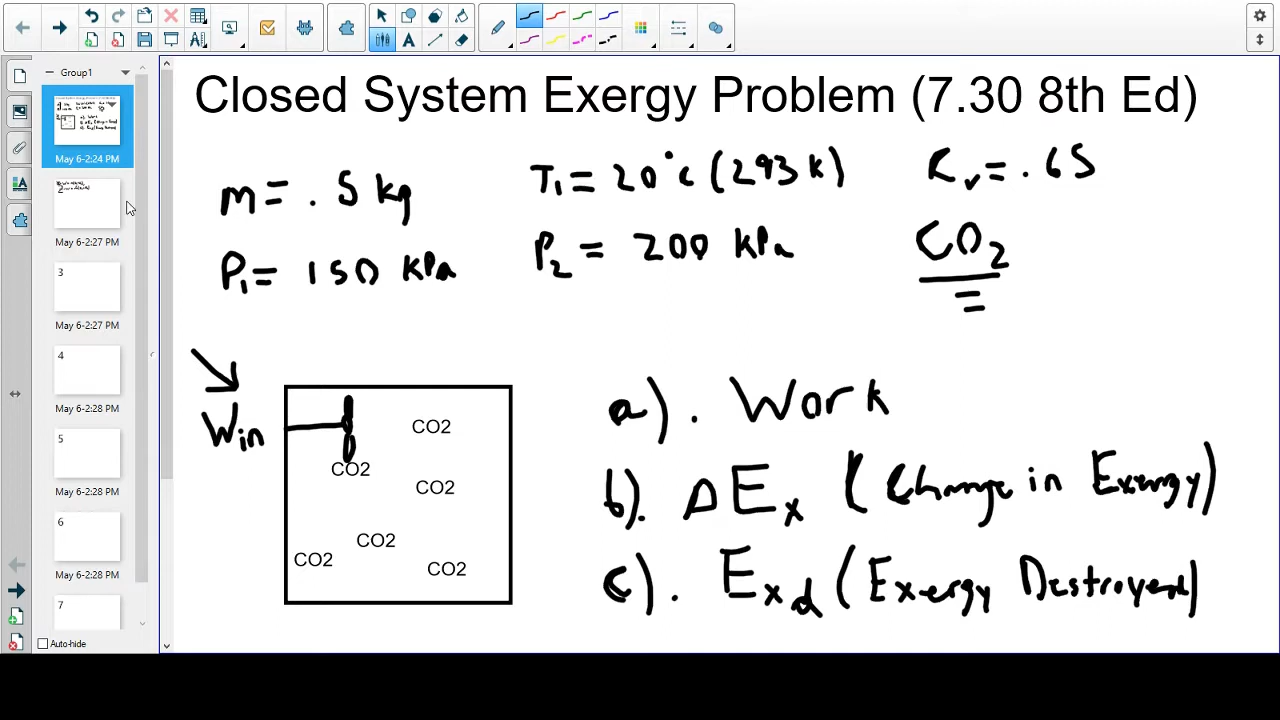 Group1
May 6-2:24 PM
May 6-2:27 PM
3
May 6-2:27 PM
4
May 6-2:28 PM
5
May 6-2:28 PM
6
May 6-2:28 PM
7
Auto-hide
Closed System Exergy Problem (7.30 8th Ed)
m = .5 kg
T1 = 20°c (293 K)
Rv = .65
P1 = 150 kPa
P2 = 200 kPa
CO2
Win
CO2
CO2
CO2
CO2
CO2
CO2
a). Work
b). ΔEx (Change in Exergy)
c). Exd (Exergy Destroyed)